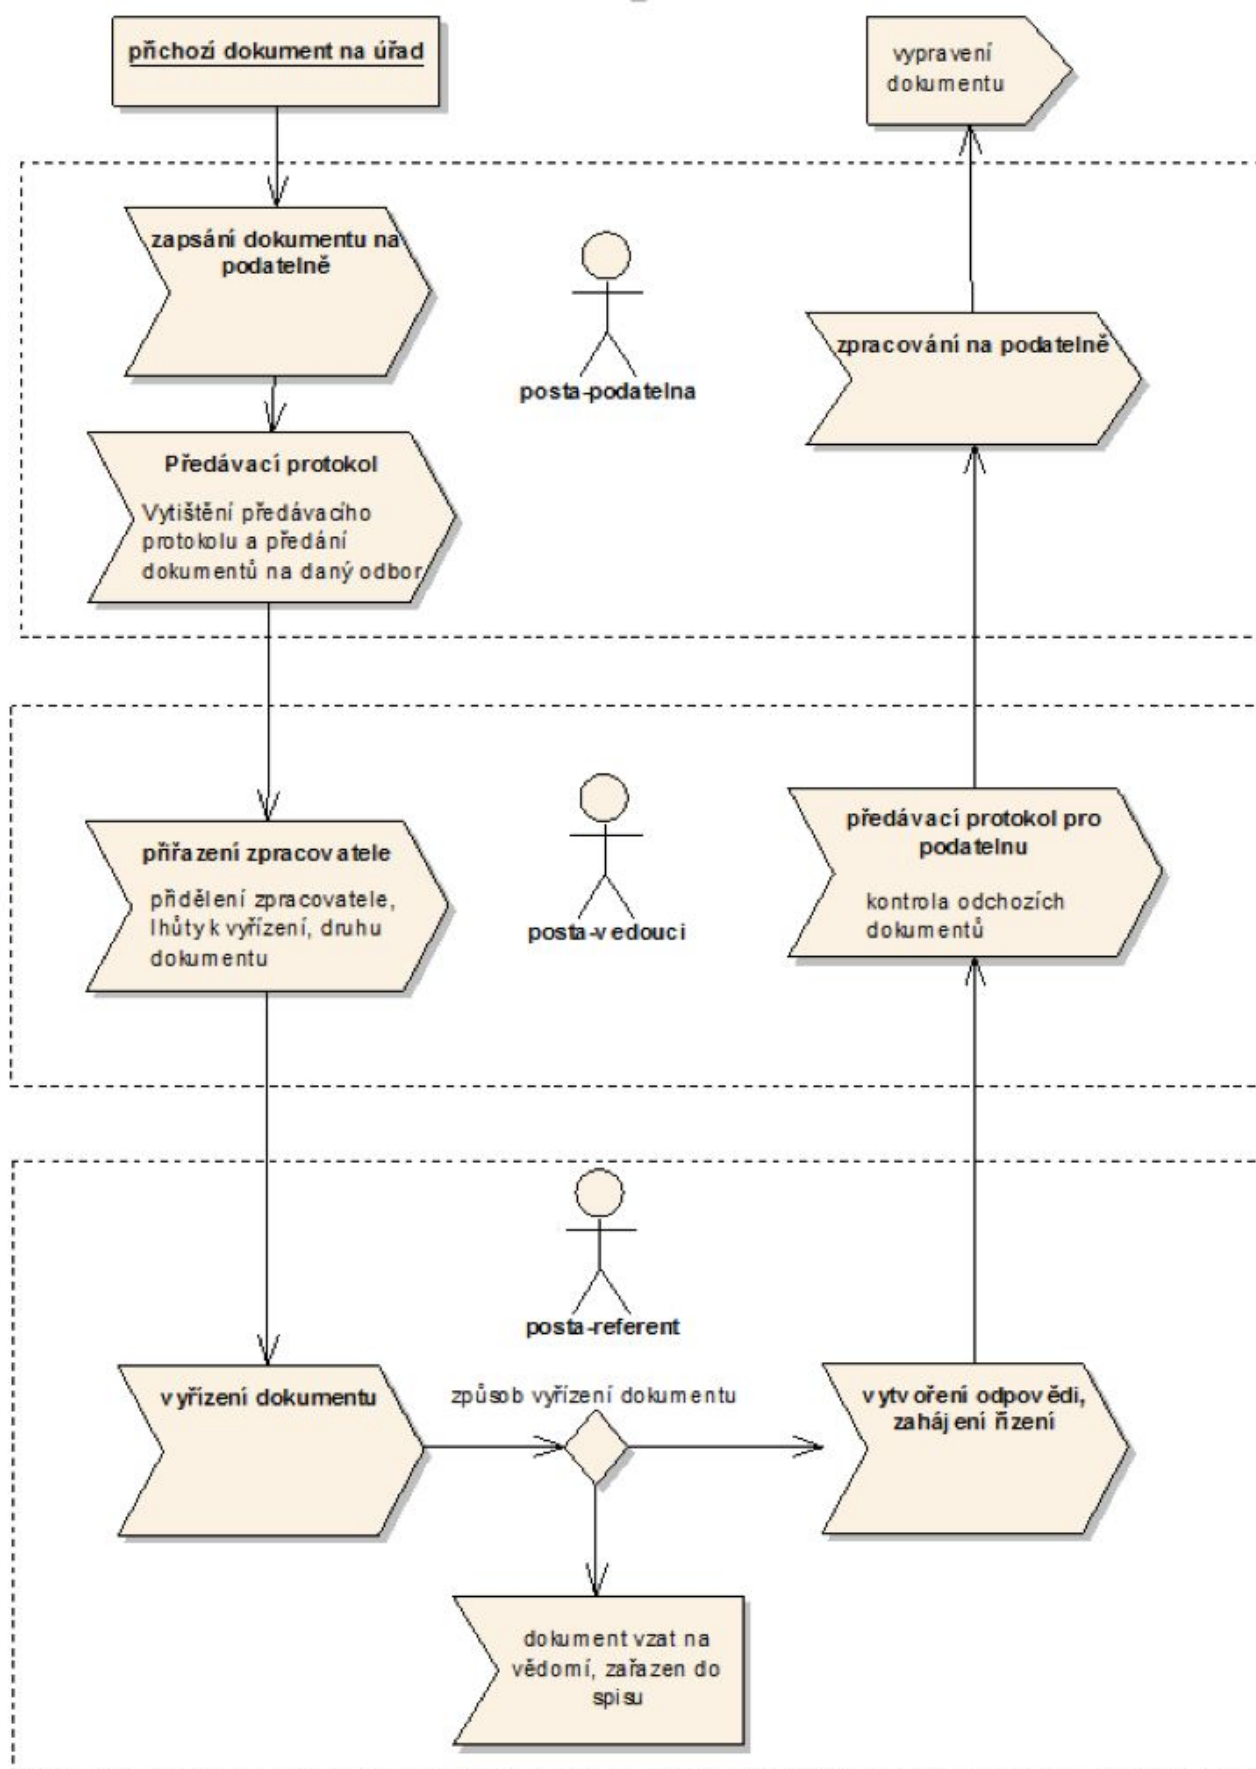 příchozí dokument na úřad
vypravení
dokumentu
zapsání dokumentu na
podatelně
posta-podatelna
zpracování na podatelně
Předávací protokol
Vytištění předávacího
protokolu a předání
dokumentů na daný odbor
přiřazení zpracovatele
přidělení zpracovatele,
lhůty k vyřízení, druhu
dokumentu
posta-vedouci
předávací protokol pro
podatelnu
kontrola odchozích
dokumentů
posta-referent
vyřízení dokumentu
způsob vyřízení dokumentu
vytvoření odpovědi,
zahájení řízení
dokument vzat na
vědomí, zařazen do
spisu